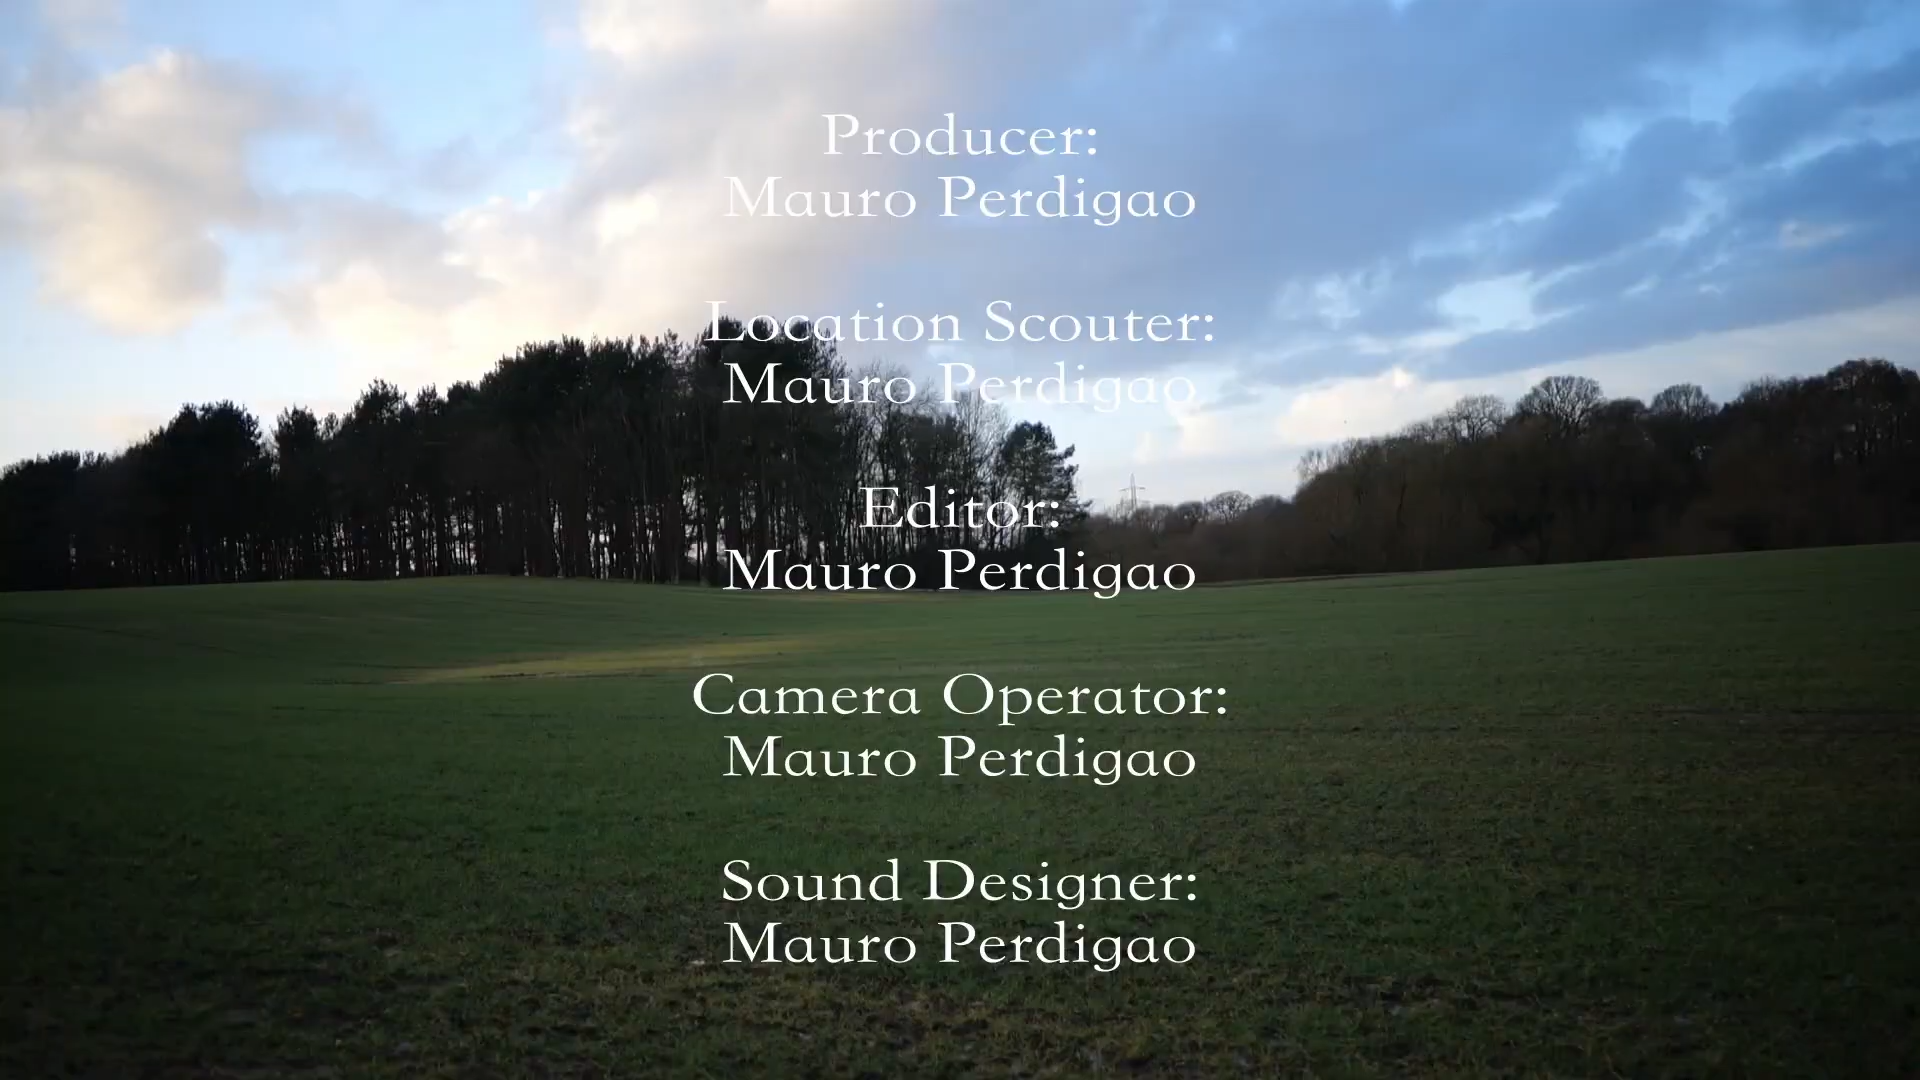 Producer:
Mauro Perdigao
Location Scouter:
Mauro Perdigao
Editor:
Mauro Perdigao
Camera Operator:
Mauro Perdigao
Sound Designer:
Mauro Perdigao